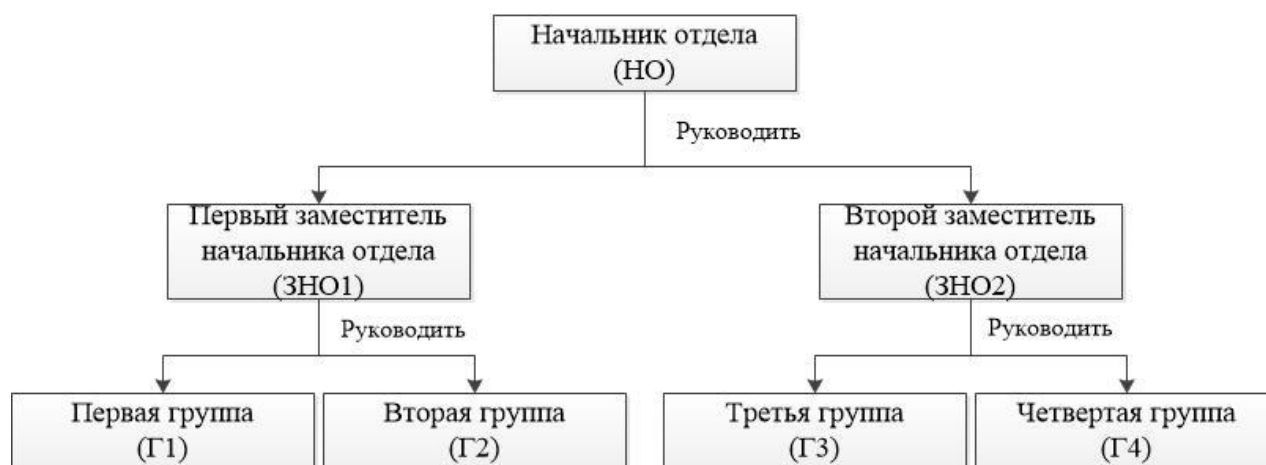 Начальник отдела
(НО)
Руководить
Первый заместитель
начальника отдела
(ЗНО1)
Второй заместитель
начальника отдела
(ЗНО2)
Руководить
Руководить
Первая группа
(Г1)
Вторая группа
(Г2)
Третья группа
(Г3)
Четвертая группа
(Г4)